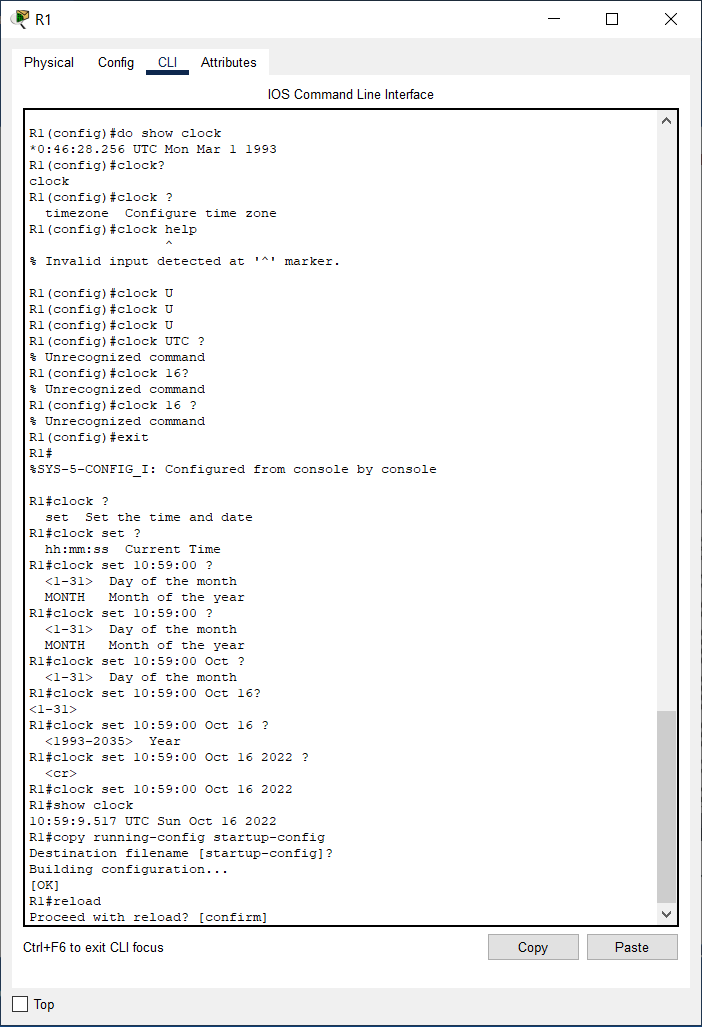 R1
Physical Config CLI Attributes
IOS Command Line Interface
R1(config)#do show clock
*0:46:28.256 UTC Mon Mar 1 1993
R1(config)#clock?
clock
R1(config)#clock ?
timezone  Configure time zone
R1(config)#clock help
^
% Invalid input detected at '^' marker.
R1(config)#clock U
R1(config)#clock U
R1(config)#clock U
R1(config)#clock UTC ?
% Unrecognized command
R1(config)#clock 16?
% Unrecognized command
R1(config)#clock 16 ?
% Unrecognized command
R1(config)#exit
R1#
%SYS-5-CONFIG_I: Configured from console by console
R1#clock ?
set  Set the time and date
R1#clock set ?
hh:mm:ss  Current Time
R1#clock set 10:59:00 ?
<1-31>  Day of the month
MONTH   Month of the year
R1#clock set 10:59:00 ?
<1-31>  Day of the month
MONTH   Month of the year
R1#clock set 10:59:00 Oct ?
<1-31>  Day of the month
R1#clock set 10:59:00 Oct 16?
<1-31>
R1#clock set 10:59:00 Oct 16 ?
<1993-2035>  Year
R1#clock set 10:59:00 Oct 16 2022 ?
<cr>
R1#clock set 10:59:00 Oct 16 2022
R1#show clock
10:59:9.517 UTC Sun Oct 16 2022
R1#copy running-config startup-config
Destination filename [startup-config]?
Building configuration...
[OK]
R1#reload
Proceed with reload? [confirm]
Ctrl+F6 to exit CLI focus
Copy Paste
Top